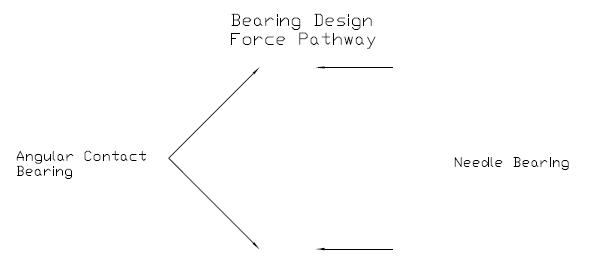 Bearing Design
Force Pathway
Angular Contact
Bearing
Needle Bearing